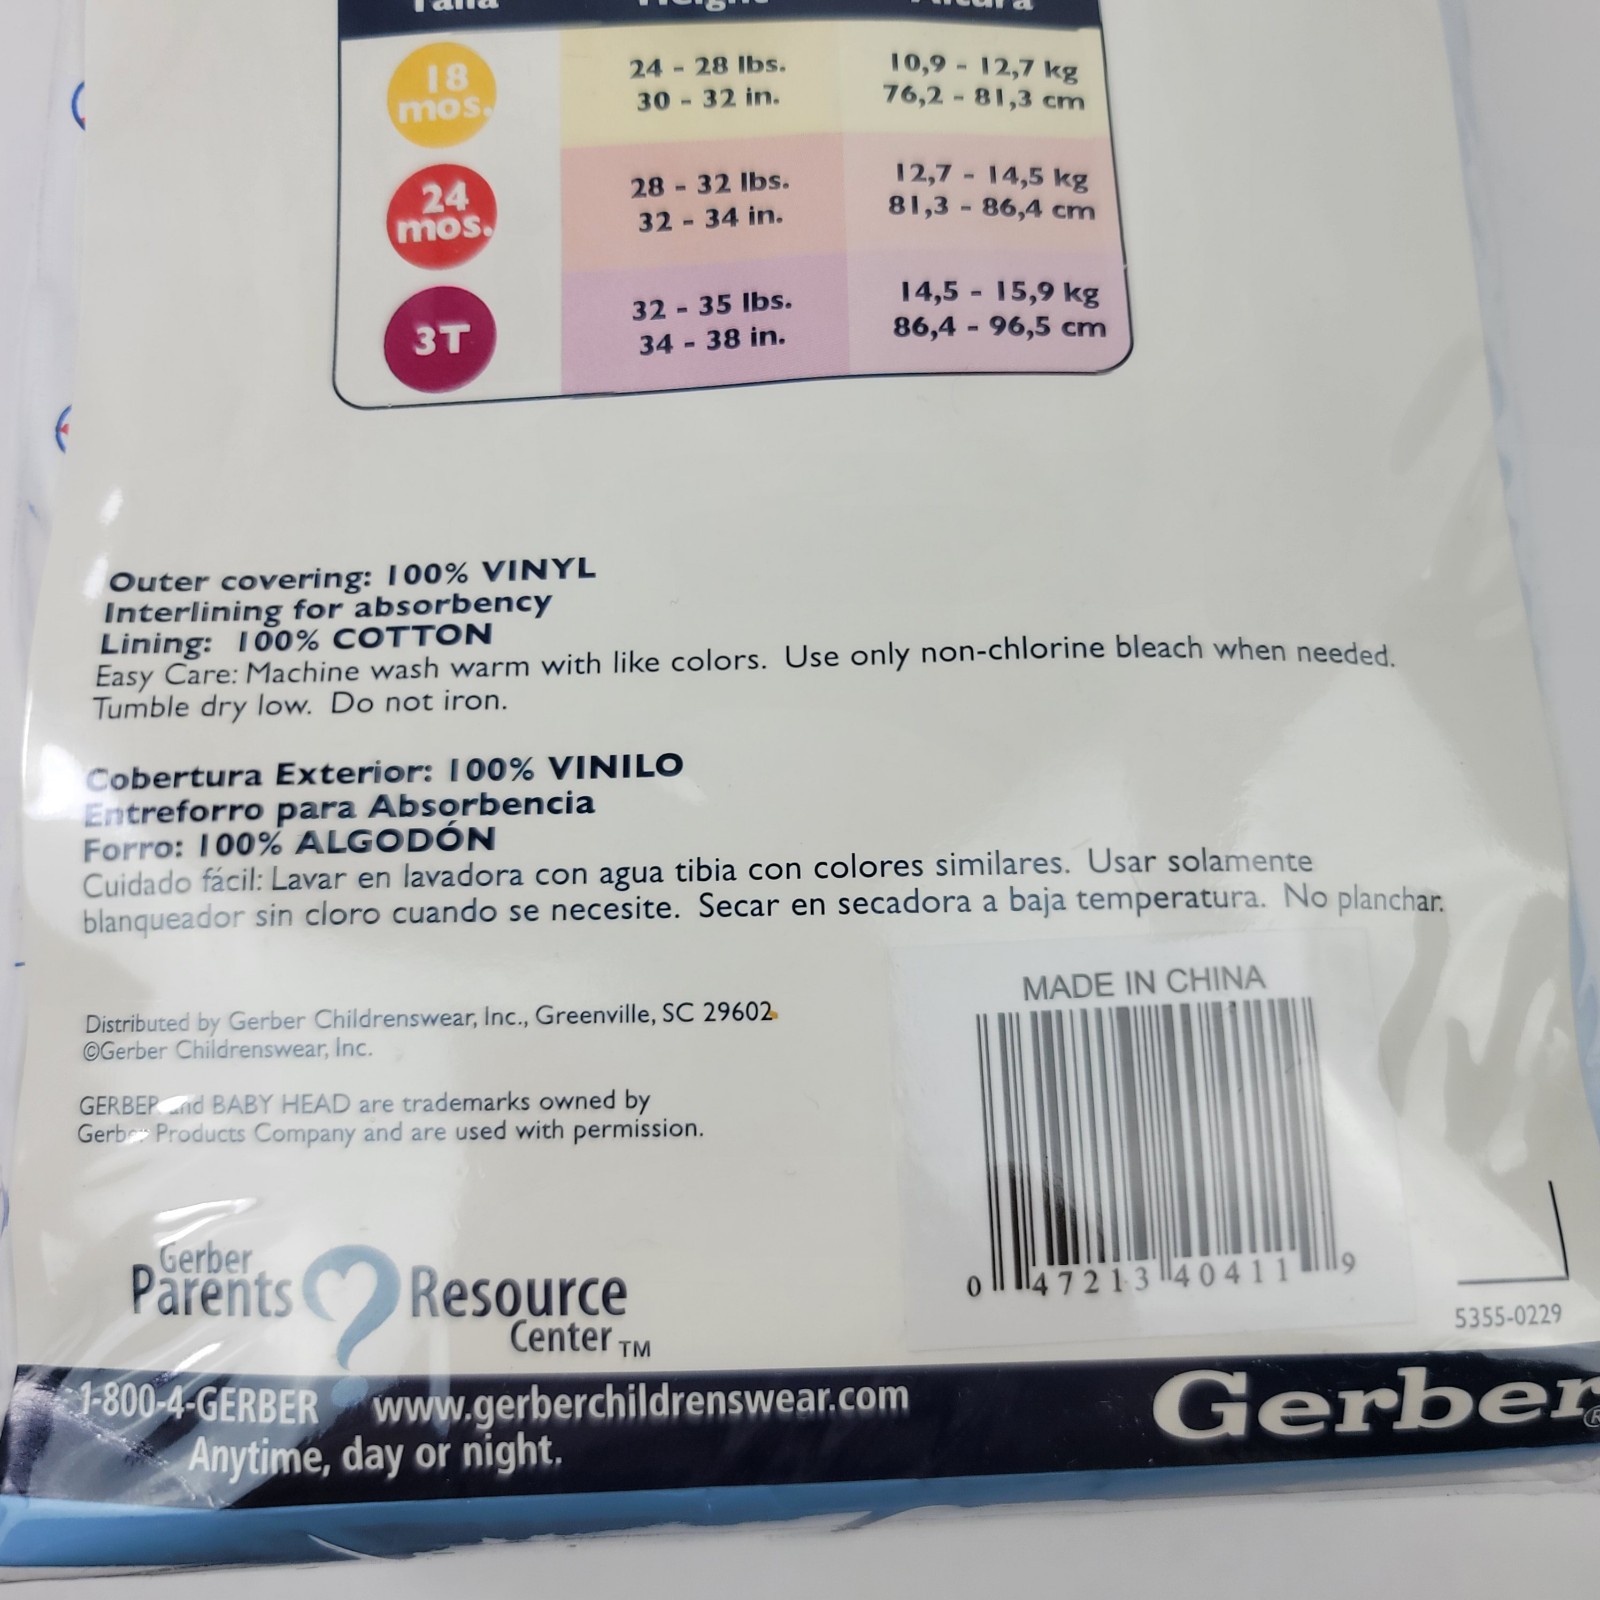 Talla Height Altura
18
mos.
24 - 28 lbs. 10,9 - 12,7 kg
30 - 32 in. 76,2 - 81,3 cm
24
mos.
28 - 32 lbs. 12,7 - 14,5 kg
32 - 34 in. 81,3 - 86,4 cm
3T
32 - 35 lbs. 14,5 - 15,9 kg
34 - 38 in. 86,4 - 96,5 cm
Outer covering: 100% VINYL
Interlining for absorbency
Lining: 100% COTTON
Easy Care: Machine wash warm with like colors. Use only non-chlorine bleach when needed.
Tumble dry low. Do not iron.
Cobertura Exterior: 100% VINILO
Entreforro para Absorbencia
Forro: 100% ALGODÓN
Cuidado fácil: Lavar en lavadora con agua tibia con colores similares. Usar solamente
blanqueador sin cloro cuando se necesite. Secar en secadora a baja temperatura. No planchar.
Distributed by Gerber Childrenswear, Inc., Greenville, SC 29602
©Gerber Childrenswear, Inc.
GERBER and BABY HEAD are trademarks owned by
Gerber Products Company and are used with permission.
MADE IN CHINA
0 47213 40411 9
5355-0229
Gerber
Parents Resource
Center TM
1-800-4-GERBER www.gerberchildrenswear.com
Anytime, day or night.
Gerber®